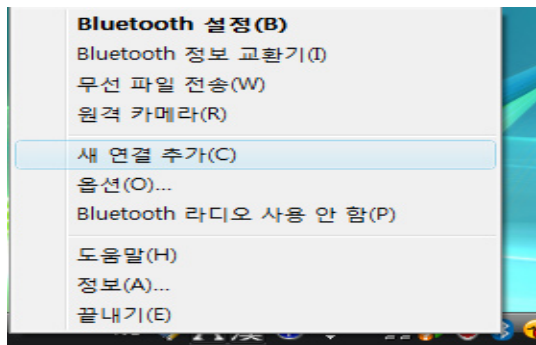 Bluetooth 설정(B)
Bluetooth 정보 교환기(I)
무선 파일 전송(W)
원격 카메라(R)
새 연결 추가(C)
옵션(O)...
Bluetooth 라디오 사용 안 함(P)
도움말(H)
정보(A)...
끝내기(E)